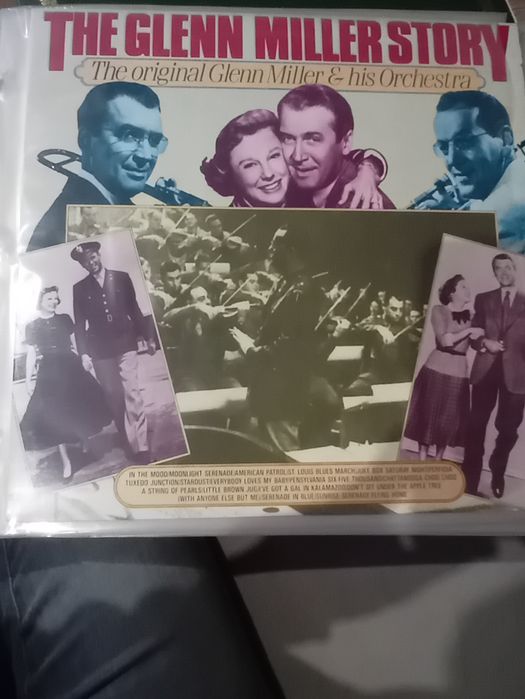 THE GLENN MILLER STORY
The original Glenn Miller & his Orchestra
IN THE MOOD/MOONLIGHT SERENADE/AMERICAN PATROL/ST. LOUIS BLUES MARCH/JUKE BOX SATURDAY NIGHT/PERFIDIA
TUXEDO JUNCTION/STARDUST/EVERYBODY LOVES MY BABY/PENSYLVANIA SIX-FIVE THOUSAND/CHATTANOOGA CHOO CHOO
A STRING OF PEARLS/LITTLE BROWN JUG/I'VE GOT A GAL IN KALAMAZOO/DON'T SIT UNDER THE APPLE TREE
(WITH ANYONE ELSE BUT ME)/SERENADE IN BLUE/SUNRISE SERENADE FLYING HOME